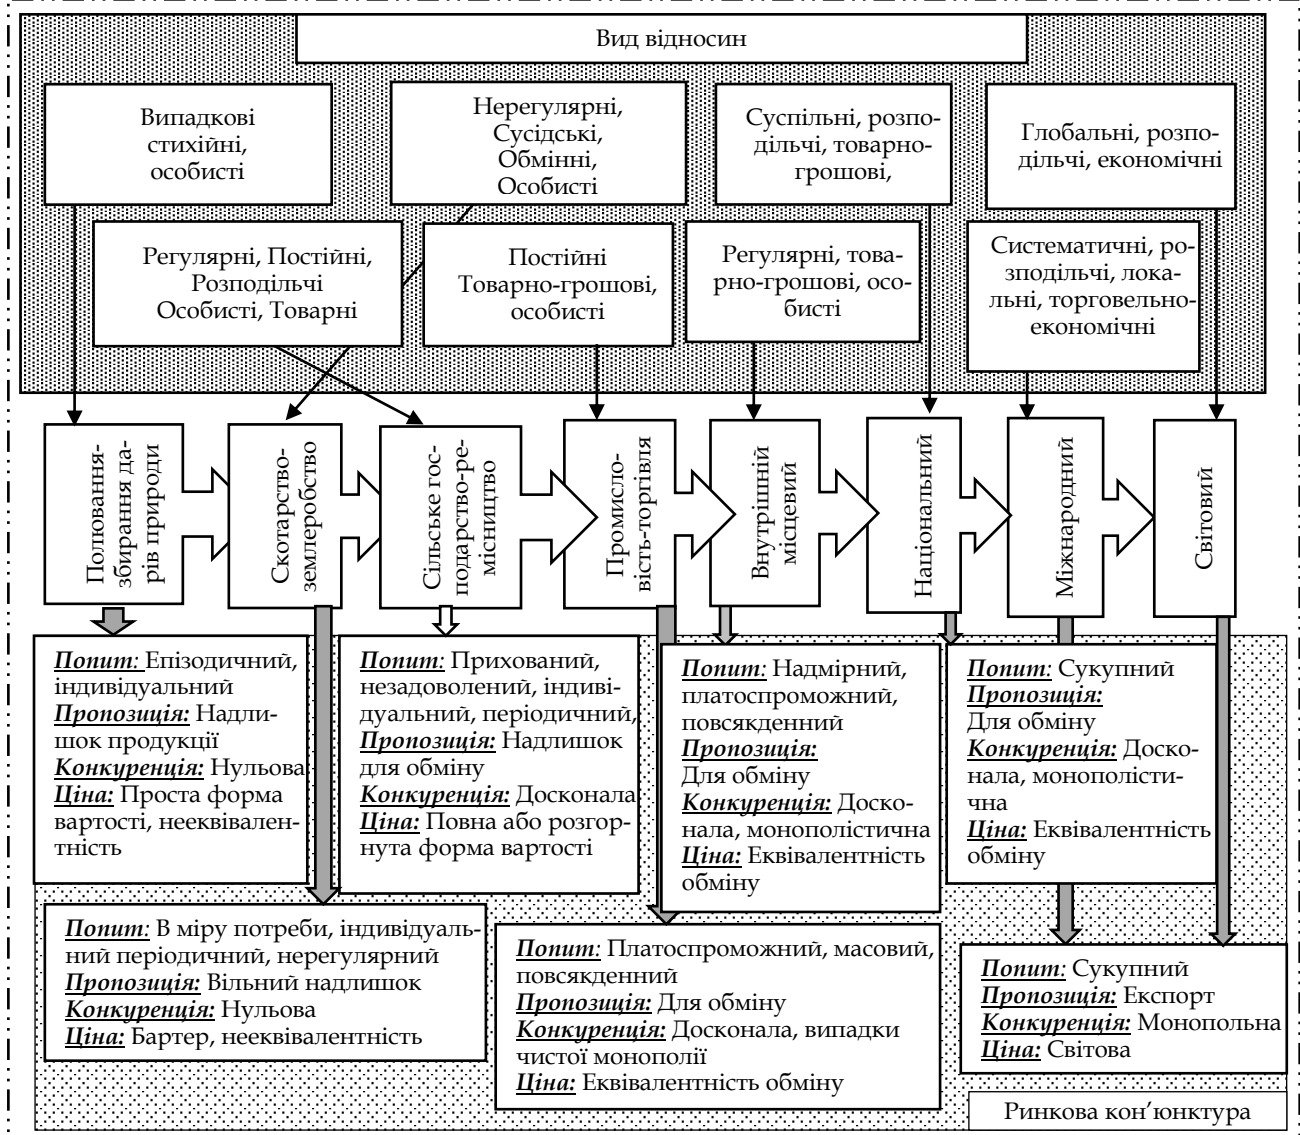 Вид відносин
Випадкові
стихійні,
особисті
Нерегулярні,
Сусідські,
Обмінні,
Особисті
Суспільні, розпо-
дільчі, товарно-
грошові,
Глобальні, розпо-
дільчі, економічні
Регулярні, Постійні,
Розподільчі
Особисті, Товарні
Постійні
Товарно-грошові,
особисті
Регулярні, това-
рно-грошові, осо-
бисті
Систематичні, ро-
зподільчі, лока-
льні, торговельно-
економічні
Полювання-
збирання да-
рів природи
Скотарство-
землеробство
Сільське гос-
подарство-ре-
місництво
Промисло-
вість-торгівля
Внутрішній
місцевий
Національний
Міжнародний
Світовий
Попит: Епізодичний,
індивідуальний
Пропозиція: Надли-
шок продукції
Конкуренція: Нульова
Ціна: Проста форма
вартості, нееквівален-
тність
Попит: Прихований,
незадоволений, індиві-
дуальний, періодичний,
Пропозиція: Надлишок
для обміну
Конкуренція: Досконала
Ціна: Повна або розгор-
нута форма вартості
Попит: Надмірний,
платоспроможний,
повсякденний
Пропозиція:
Для обміну
Конкуренція: Доско-
нала, монополістична
Ціна: Еквівалентність
обміну
Попит: Сукупний
Пропозиція:
Для обміну
Конкуренція: Доско-
нала, монополісти-
чна
Ціна: Еквівалентність
обміну
Попит: В міру потреби, індивідуаль-
ний періодичний, нерегулярний
Пропозиція: Вільний надлишок
Конкуренція: Нульова
Ціна: Бартер, нееквівалентність
Попит: Платоспроможний, масовий,
повсякденний
Пропозиція: Для обміну
Конкуренція: Досконала, випадки
чистої монополії
Ціна: Еквівалентність обміну
Попит: Сукупний
Пропозиція: Експорт
Конкуренція: Монопольна
Ціна: Світова
Ринкова кон’юнктура